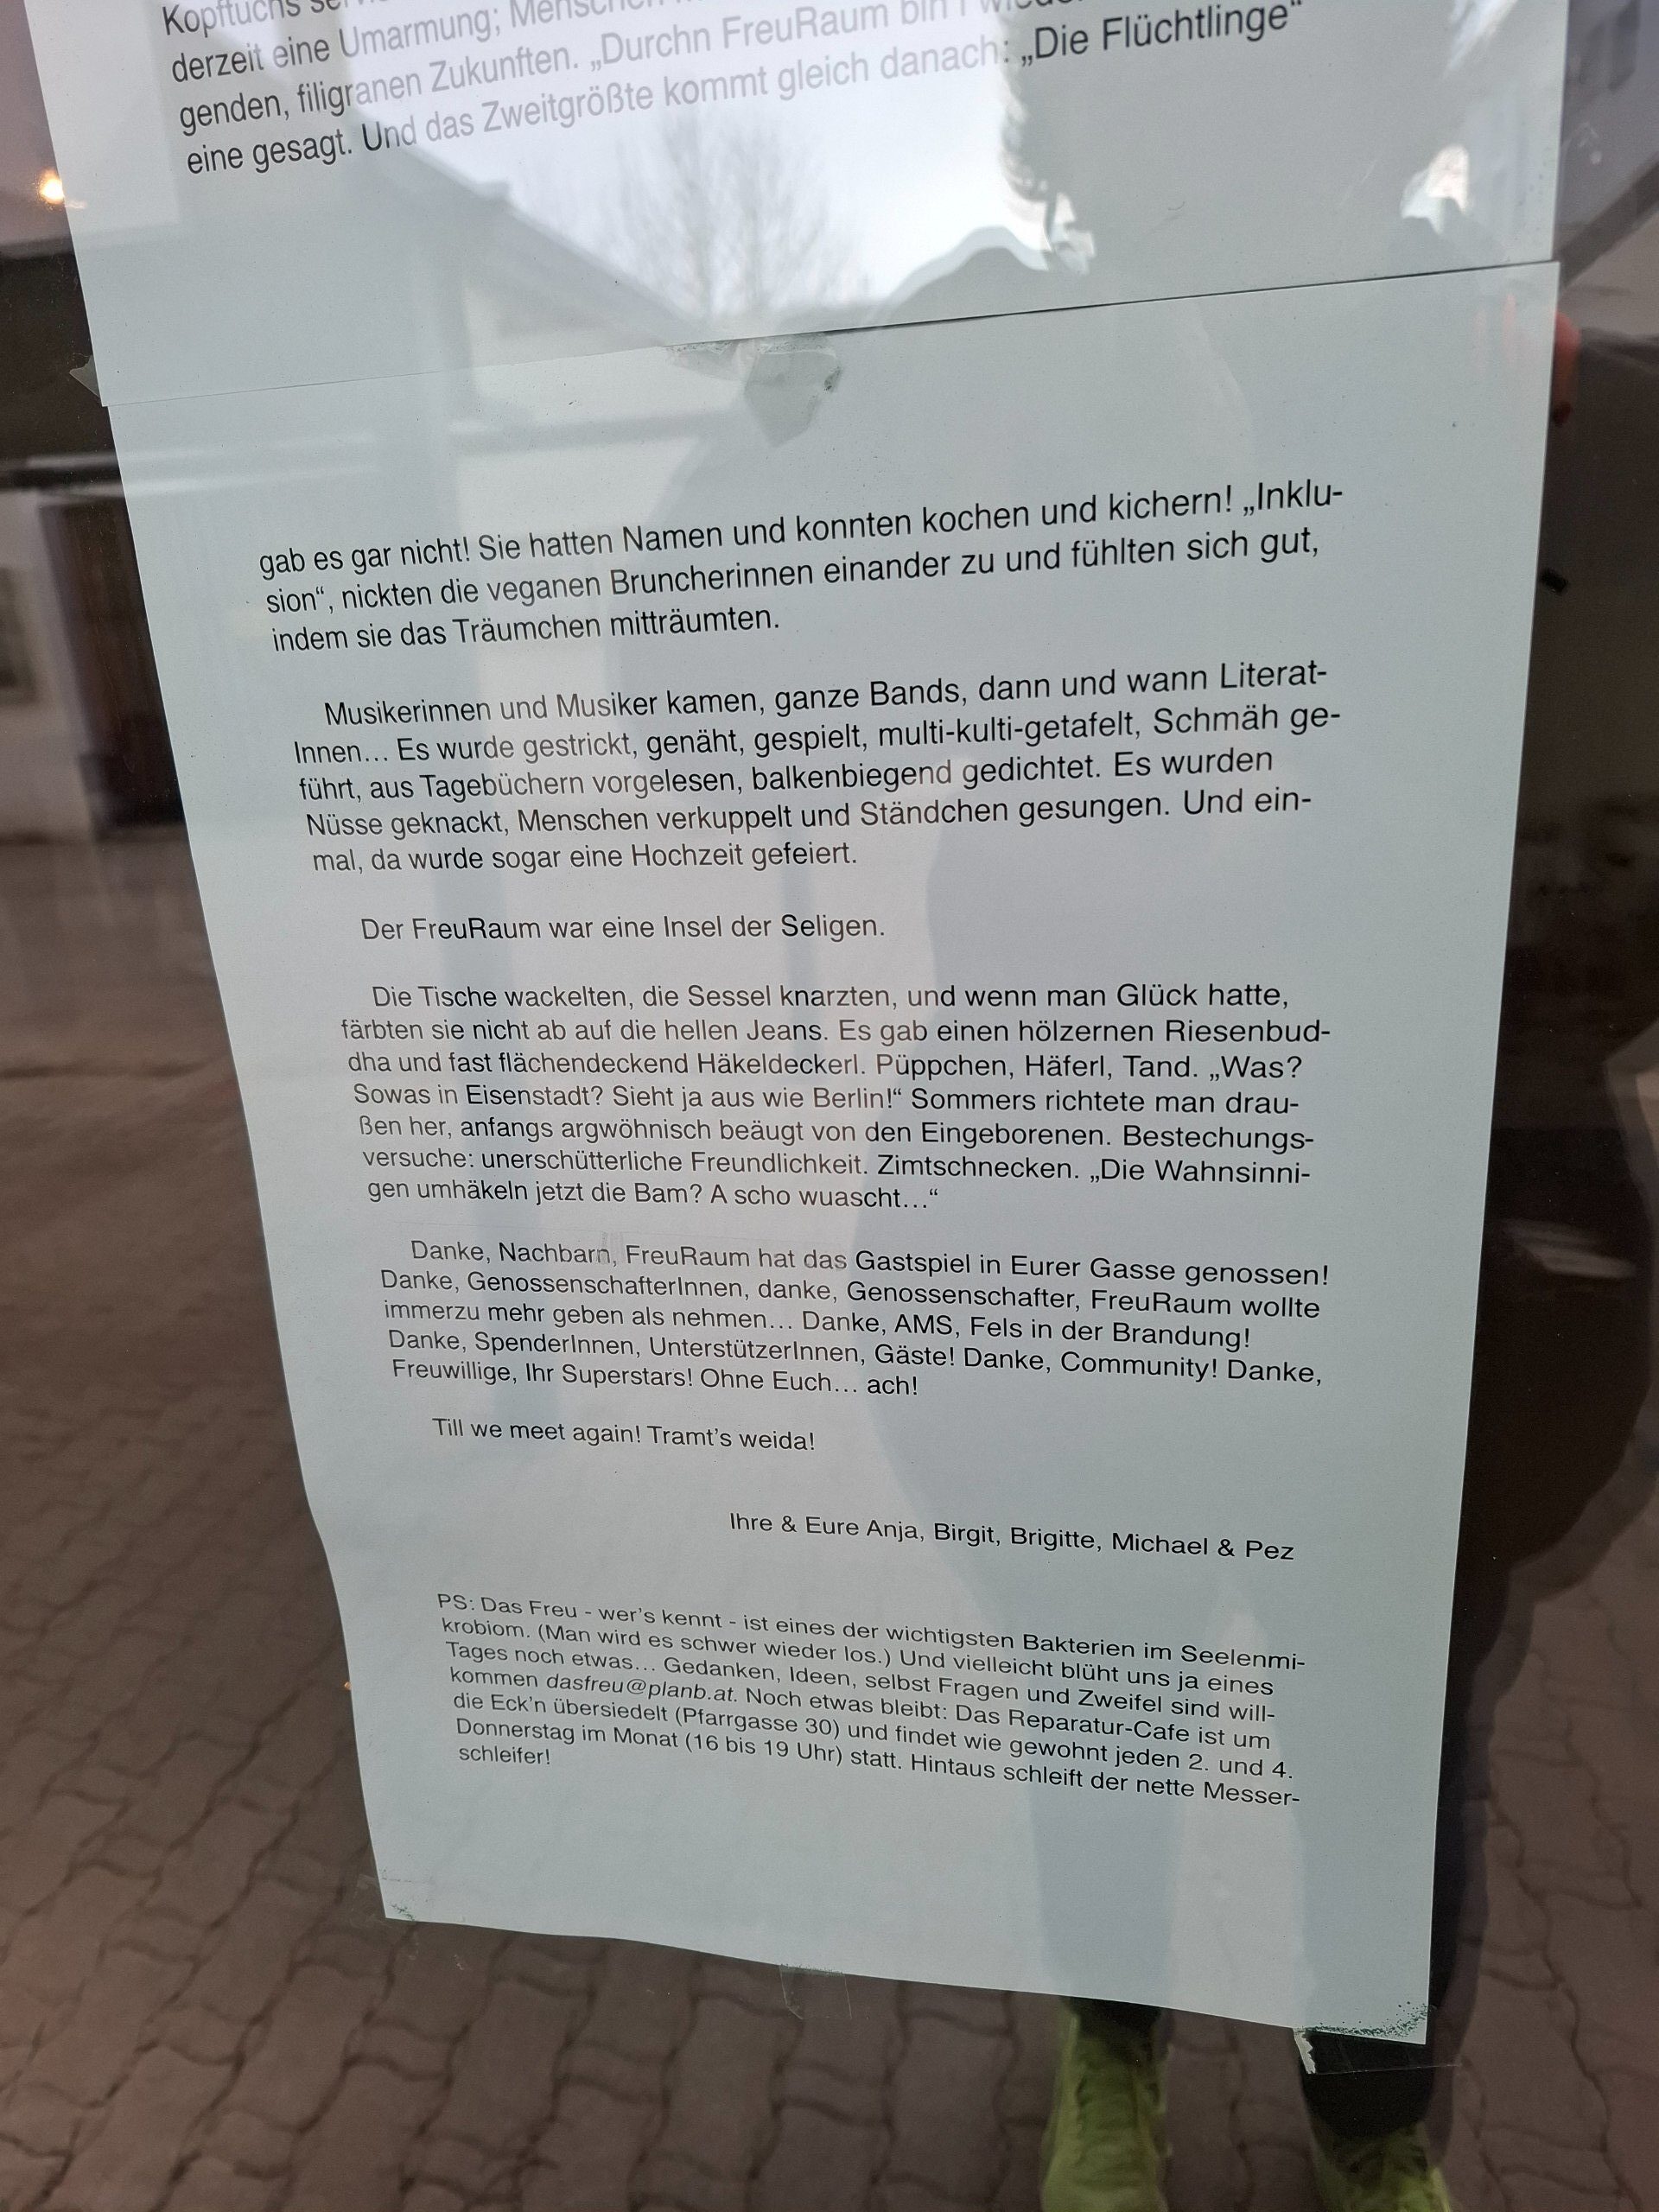 Kopftuchs
derzeit eine Umarmung;
genden, filigranen Zukunften. „Durchn FreuRaum bin i
eine gesagt. Und das Zweitgrößte kommt gleich danach: „Die Flüchtlinge“
gab es gar nicht! Sie hatten Namen und konnten kochen und kichern! „Inklu-
sion“, nickten die veganen Bruncherinnen einander zu und fühlten sich gut,
indem sie das Träumchen mitträumten.
Musikerinnen und Musiker kamen, ganze Bands, dann und wann Literat-
Innen… Es wurde gestrickt, genäht, gespielt, multi-kulti-getafelt, Schmäh ge-
führt, aus Tagebüchern vorgelesen, balkenbiegend gedichtet. Es wurden
Nüsse geknackt, Menschen verkuppelt und Ständchen gesungen. Und ein-
mal, da wurde sogar eine Hochzeit gefeiert.
Der FreuRaum war eine Insel der Seligen.
Die Tische wackelten, die Sessel knarzten, und wenn man Glück hatte,
färbten sie nicht ab auf die hellen Jeans. Es gab einen hölzernen Riesenbud-
dha und fast flächendeckend Häkeldeckerl. Püppchen, Häferl, Tand. „Was?
Sowas in Eisenstadt? Sieht ja aus wie Berlin!“ Sommers richtete man drau-
ßen her, anfangs argwöhnisch beäugt von den Eingeborenen. Bestechungs-
versuche: unerschütterliche Freundlichkeit. Zimtschnecken. „Die Wahnsinni-
gen umhäkeln jetzt die Bam? A scho wuascht…“
Danke, Nachbarn, FreuRaum hat das Gastspiel in Eurer Gasse genossen!
Danke, GenossenschafterInnen, danke, Genossenschafter, FreuRaum wollte
immerzu mehr geben als nehmen… Danke, AMS, Fels in der Brandung!
Danke, SpenderInnen, UnterstützerInnen, Gäste! Danke, Community! Danke,
Freuwillige, Ihr Superstars! Ohne Euch… ach!
Till we meet again! Tramt’s weida!
Ihre & Eure Anja, Birgit, Brigitte, Michael & Pez
PS: Das Freu - wer’s kennt - ist eines der wichtigsten Bakterien im Seelenmi-
krobiom. (Man wird es schwer wieder los.) Und vielleicht blüht uns ja eines
Tages noch etwas… Gedanken, Ideen, selbst Fragen und Zweifel sind will-
kommen dasfreu@planb.at. Noch etwas bleibt: Das Reparatur-Cafe ist um
die Eck’n übersiedelt (Pfarrgasse 30) und findet wie gewohnt jeden 2. und 4.
Donnerstag im Monat (16 bis 19 Uhr) statt. Hintaus schleift der nette Messer-
schleifer!